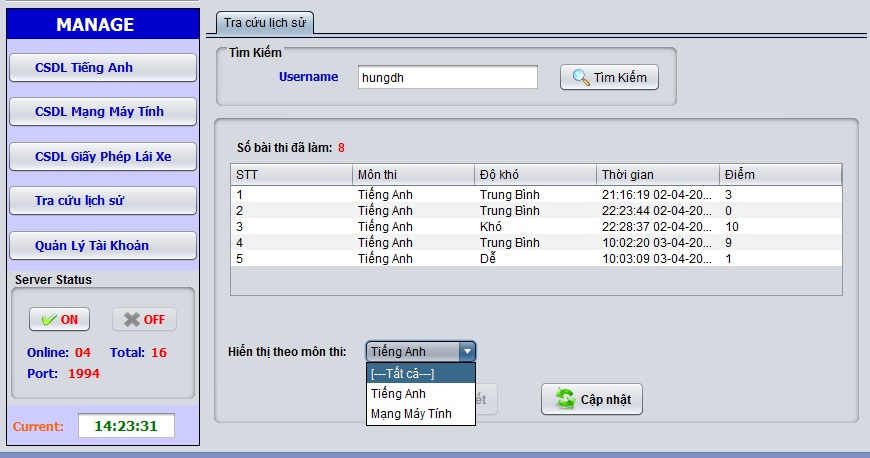 MANAGE
CSDL Tiếng Anh
CSDL Mạng Máy Tính
CSDL Giấy Phép Lái Xe
Tra cứu lịch sử
Quản Lý Tài Khoản
Server Status
ON OFF
Online: 04 Total: 16
Port: 1994
Current: 14:23:31
Tra cứu lịch sử
Tìm Kiếm
Username hungdh Tìm Kiếm
Số bài thi đã làm: 8
STT Môn thi Độ khó Thời gian Điểm
1 Tiếng Anh Trung Bình 21:16:19 02-04-20... 3
2 Tiếng Anh Trung Bình 22:23:44 02-04-20... 0
3 Tiếng Anh Khó 22:28:37 02-04-20... 10
4 Tiếng Anh Trung Bình 10:02:20 03-04-20... 9
5 Tiếng Anh Dễ 10:03:09 03-04-20... 1
Hiển thị theo môn thi: Tiếng Anh
[---Tất cả---]
Tiếng Anh
Mạng Máy Tính
Cập nhật